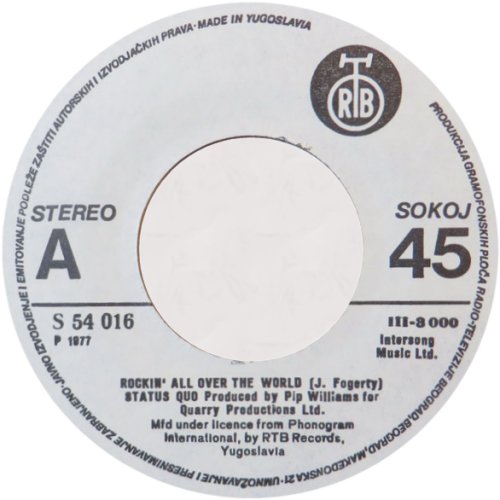 JAVNO IZVODJENJE I EMITOVANJE PODLEŽE ZAŠTITI AUTORSKIH I IZVODJAČKIH PRAVA·MADE IN YUGOSLAVIA
PRODUKCIJA GRAMOFONSKIH PLOČA RADIO-TELEVIZIJE BEOGRAD, BEOGRAD, MAKEDONSKA 21·UMNOŽAVANJE I PRESNIMAVANJE ZABRANJENO·
RTB
STEREO
A
SOKOJ
45
S 54 016
P 1977
III-3 000
Intersong
Music Ltd.
ROCKIN' ALL OVER THE WORLD (J. Fogerty)
STATUS QUO Produced by Pip Williams for
Quarry Productions Ltd.
Mfd under licence from Phonogram
International, by RTB Records,
Yugoslavia